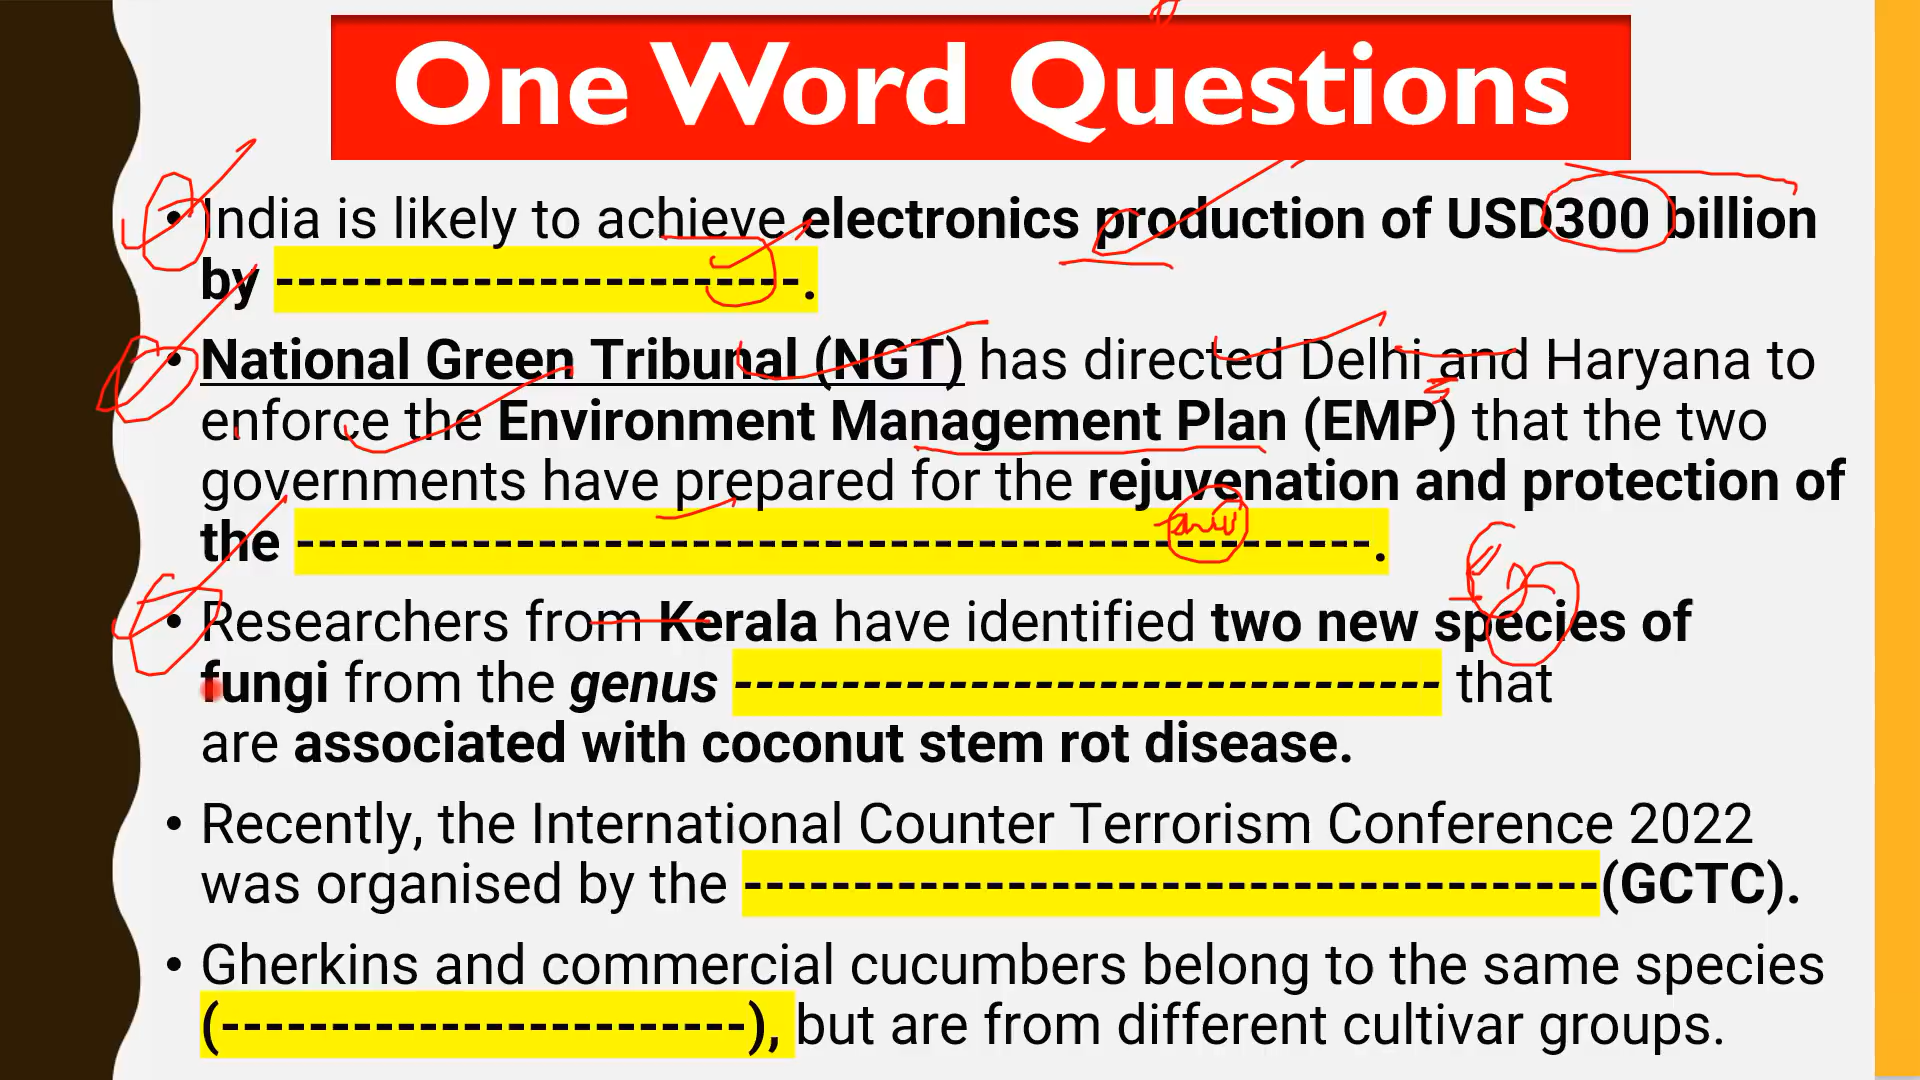 One Word Questions
• India is likely to achieve electronics production of USD300 billion
by ------------------------.
• National Green Tribunal (NGT) has directed Delhi and Haryana to
enforce the Environment Management Plan (EMP) that the two
governments have prepared for the rejuvenation and protection of
the -------------------------------------------------.
• Researchers from Kerala have identified two new species of
fungi from the genus --------------------------------- that
are associated with coconut stem rot disease.
• Recently, the International Counter Terrorism Conference 2022
was organised by the ---------------------------------------(GCTC).
• Gherkins and commercial cucumbers belong to the same species
(------------------------), but are from different cultivar groups.